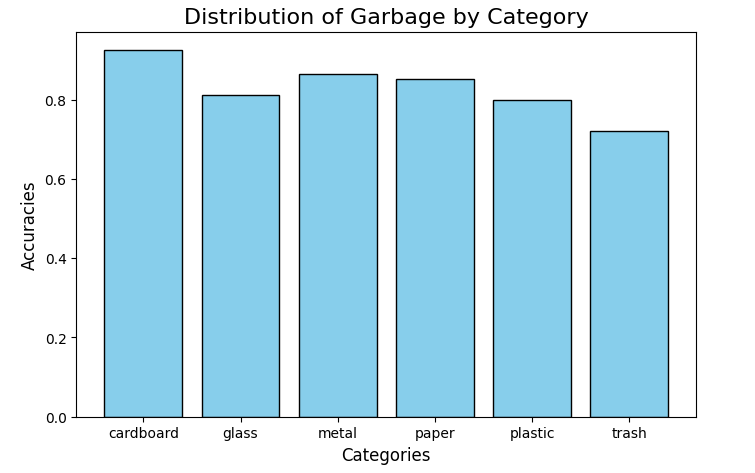 Distribution of Garbage by Category
Accuracies
0.8
0.6
0.4
0.2
0.0
cardboard glass metal paper plastic trash
Categories